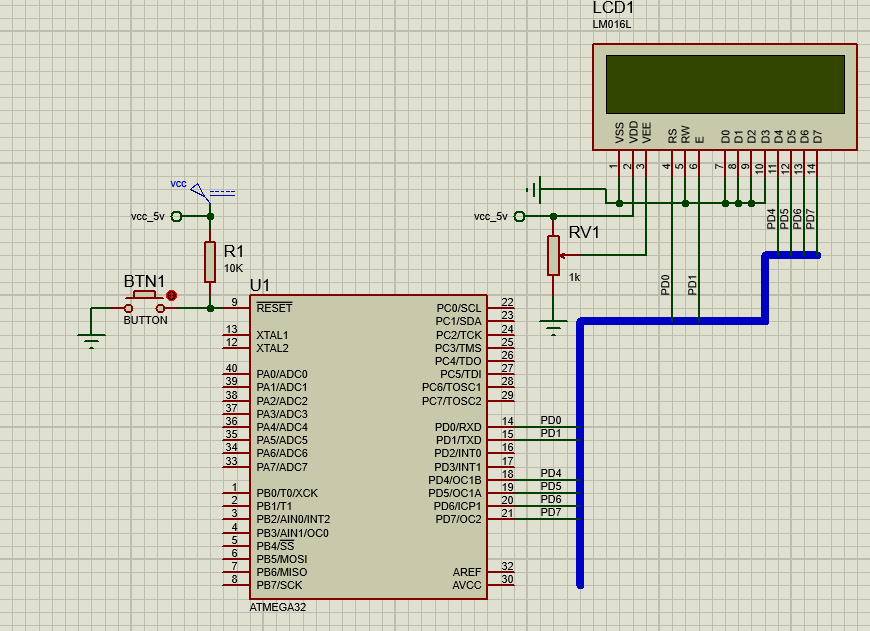 LCD1
LM016L
VSS
VDD
VEE
RS
RW
E
D0
D1
D2
D3
D4
D5
D6
D7
1
2
3
4
5
6
7
8
9
10
11
12
13
14
vcc
vcc_5v
vcc_5v
RV1
1k
PD0
PD1
PD4
PD5
PD6
PD7
R1
10K
BTN1
BUTTON
U1
9 RESET
13 XTAL1
12 XTAL2
40 PA0/ADC0
39 PA1/ADC1
38 PA2/ADC2
37 PA3/ADC3
36 PA4/ADC4
35 PA5/ADC5
34 PA6/ADC6
33 PA7/ADC7
1 PB0/T0/XCK
2 PB1/T1
3 PB2/AIN0/INT2
4 PB3/AIN1/OC0
5 PB4/SS
6 PB5/MOSI
7 PB6/MISO
8 PB7/SCK
PC0/SCL 22
PC1/SDA 23
PC2/TCK 24
PC3/TMS 25
PC4/TDO 26
PC5/TDI 27
PC6/TOSC1 28
PC7/TOSC2 29
PD0/RXD 14 PD0
PD1/TXD 15 PD1
PD2/INT0 16
PD3/INT1 17
PD4/OC1B 18 PD4
PD5/OC1A 19 PD5
PD6/ICP1 20 PD6
PD7/OC2 21 PD7
AREF 32
AVCC 30
ATMEGA32